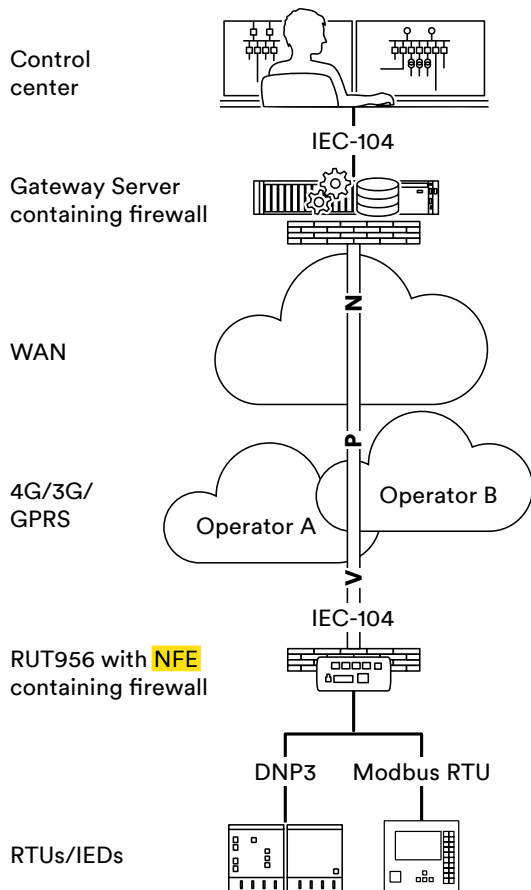 Control
center
IEC-104
Gateway Server
containing firewall
N
WAN
P
4G/3G/
GPRS
Operator A
Operator B
V
IEC-104
RUT956 with NFE
containing firewall
DNP3
Modbus RTU
RTUs/IEDs